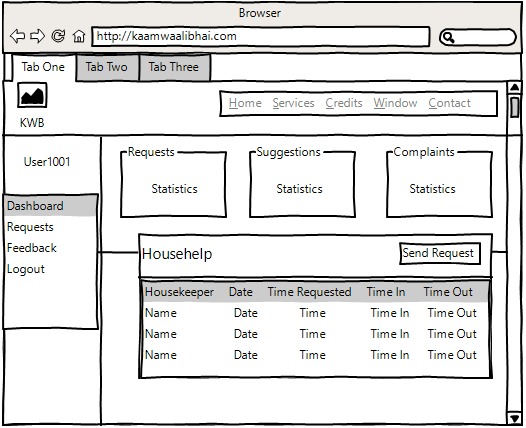 Browser
http://kaamwaalibhai.com
Tab One Tab Two Tab Three
Home Services Credits Window Contact
KWB
User1001
Dashboard
Requests
Feedback
Logout
Requests
Statistics
Suggestions
Statistics
Complaints
Statistics
Househelp
Send Request
Housekeeper Date Time Requested Time In Time Out
Name Date Time Time In Time Out
Name Date Time Time In Time Out
Name Date Time Time In Time Out